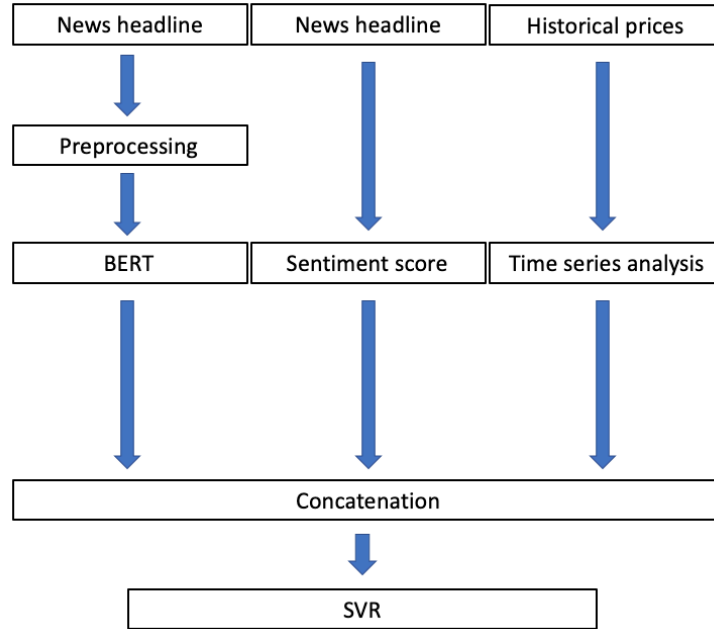 News headline
News headline
Historical prices
Preprocessing
BERT
Sentiment score
Time series analysis
Concatenation
SVR